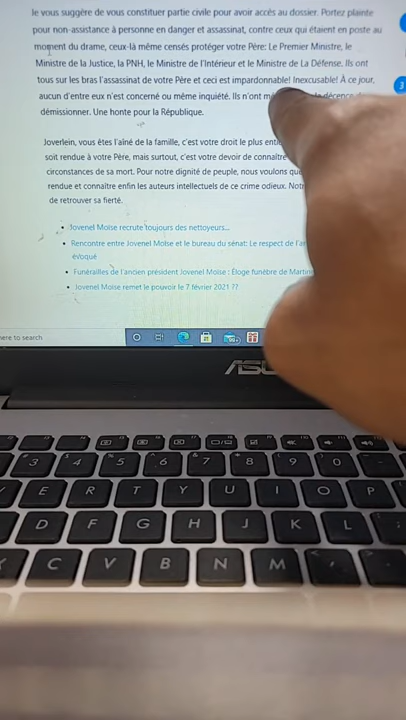 le vous suggère de vous constituer partie civile pour avoir accès au dossier. Portez plainte
pour non-assistance à personne en danger et assassinat, contre ceux qui étaient en poste au
moment du drame, ceux-là même censés protéger votre Père: Le Premier Ministre, le
Ministre de la Justice, la PNH, le Ministre de l'Intérieur et le Ministre de La Défense. Ils ont
tous sur les bras l'assassinat de votre Père et ceci est impardonnable! Inexcusable! À ce jour,
aucun d'entre eux n'est concerné ou même inquiété. Ils n'ont la décence
démissionner. Une honte pour la République.
Joverlein, vous êtes l'aîné de la famille, c'est votre droit le plus
soit rendue à votre Père, mais surtout, c'est votre devoir de connaître
circonstances de sa mort. Pour notre dignité de peuple, nous voulons
rendue et connaître enfin les auteurs intellectuels de ce crime odieux.
de retrouver sa fierté.
• Jovenel Moise recrute toujours des nettoyeurs...
• Rencontre entre Jovenel Moïse et le bureau du sénat: Le respect de
évoqué
• Funérailles de l'ancien président Jovenel Moïse : Éloge funèbre de
• Jovenel Moise remet le pouvoir le 7 février 2021 ??
3
ere to search
3 4 5 6 7 8 9 0
E R T Y U I O P
D F G H J K L
C V B N M